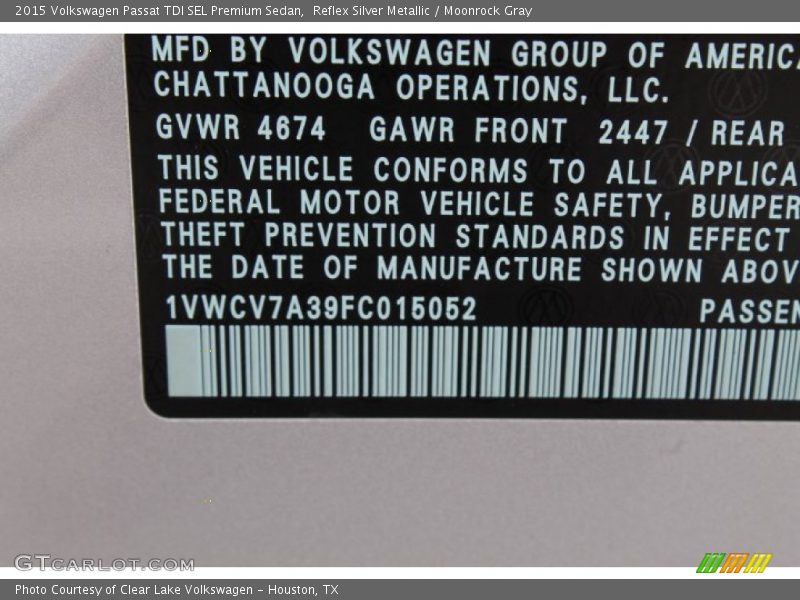 2015 Volkswagen Passat TDI SEL Premium Sedan,  Reflex Silver Metallic / Moonrock Gray
MFD BY VOLKSWAGEN GROUP OF AMERICA
CHATTANOOGA OPERATIONS, LLC.
GVWR 4674 GAWR FRONT 2447 / REAR
THIS VEHICLE CONFORMS TO ALL APPLICA
FEDERAL MOTOR VEHICLE SAFETY, BUMPER
THEFT PREVENTION STANDARDS IN EFFECT
THE DATE OF MANUFACTURE SHOWN ABOV
1VWCV7A39FC015052 PASSEN
GTCARLOT.COM
Photo Courtesy of Clear Lake Volkswagen – Houston, TX